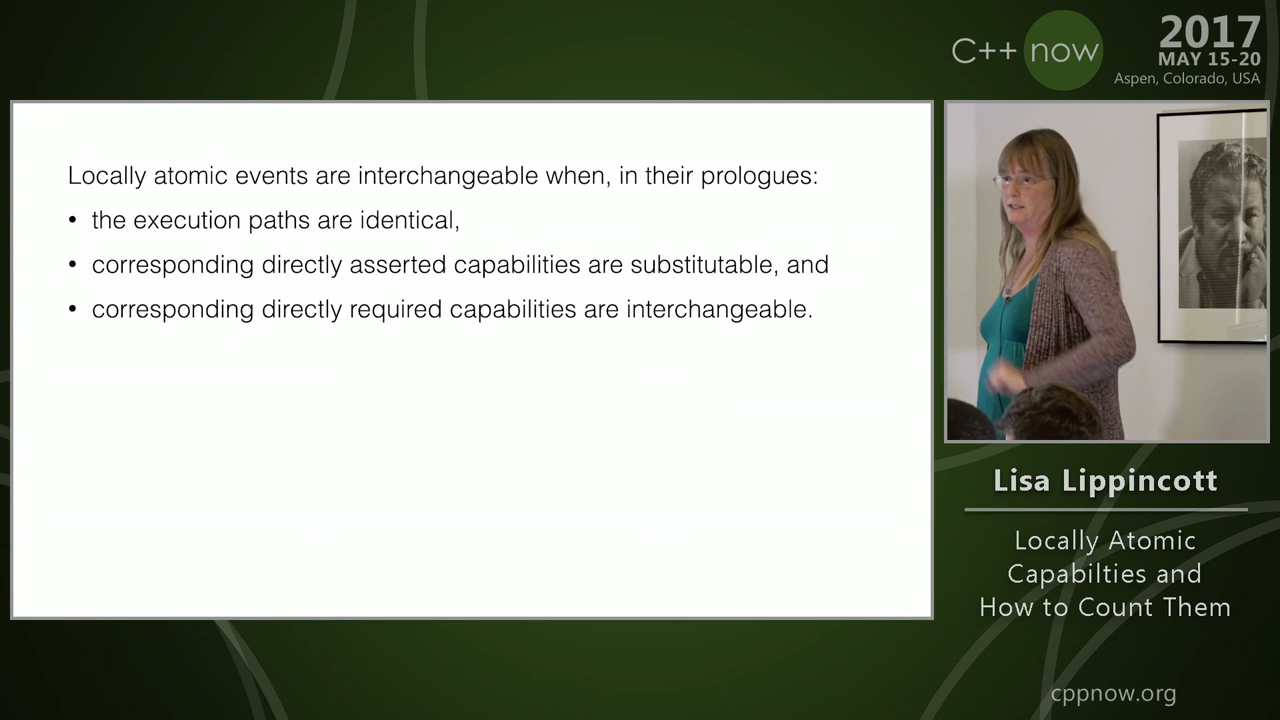 C++ now
2017
MAY 15-20
Aspen, Colorado, USA
Locally atomic events are interchangeable when, in their prologues:
• the execution paths are identical,
• corresponding directly asserted capabilities are substitutable, and
• corresponding directly required capabilities are interchangeable.
Lisa Lippincott
Locally Atomic
Capabilties and
How to Count Them
cppnow.org